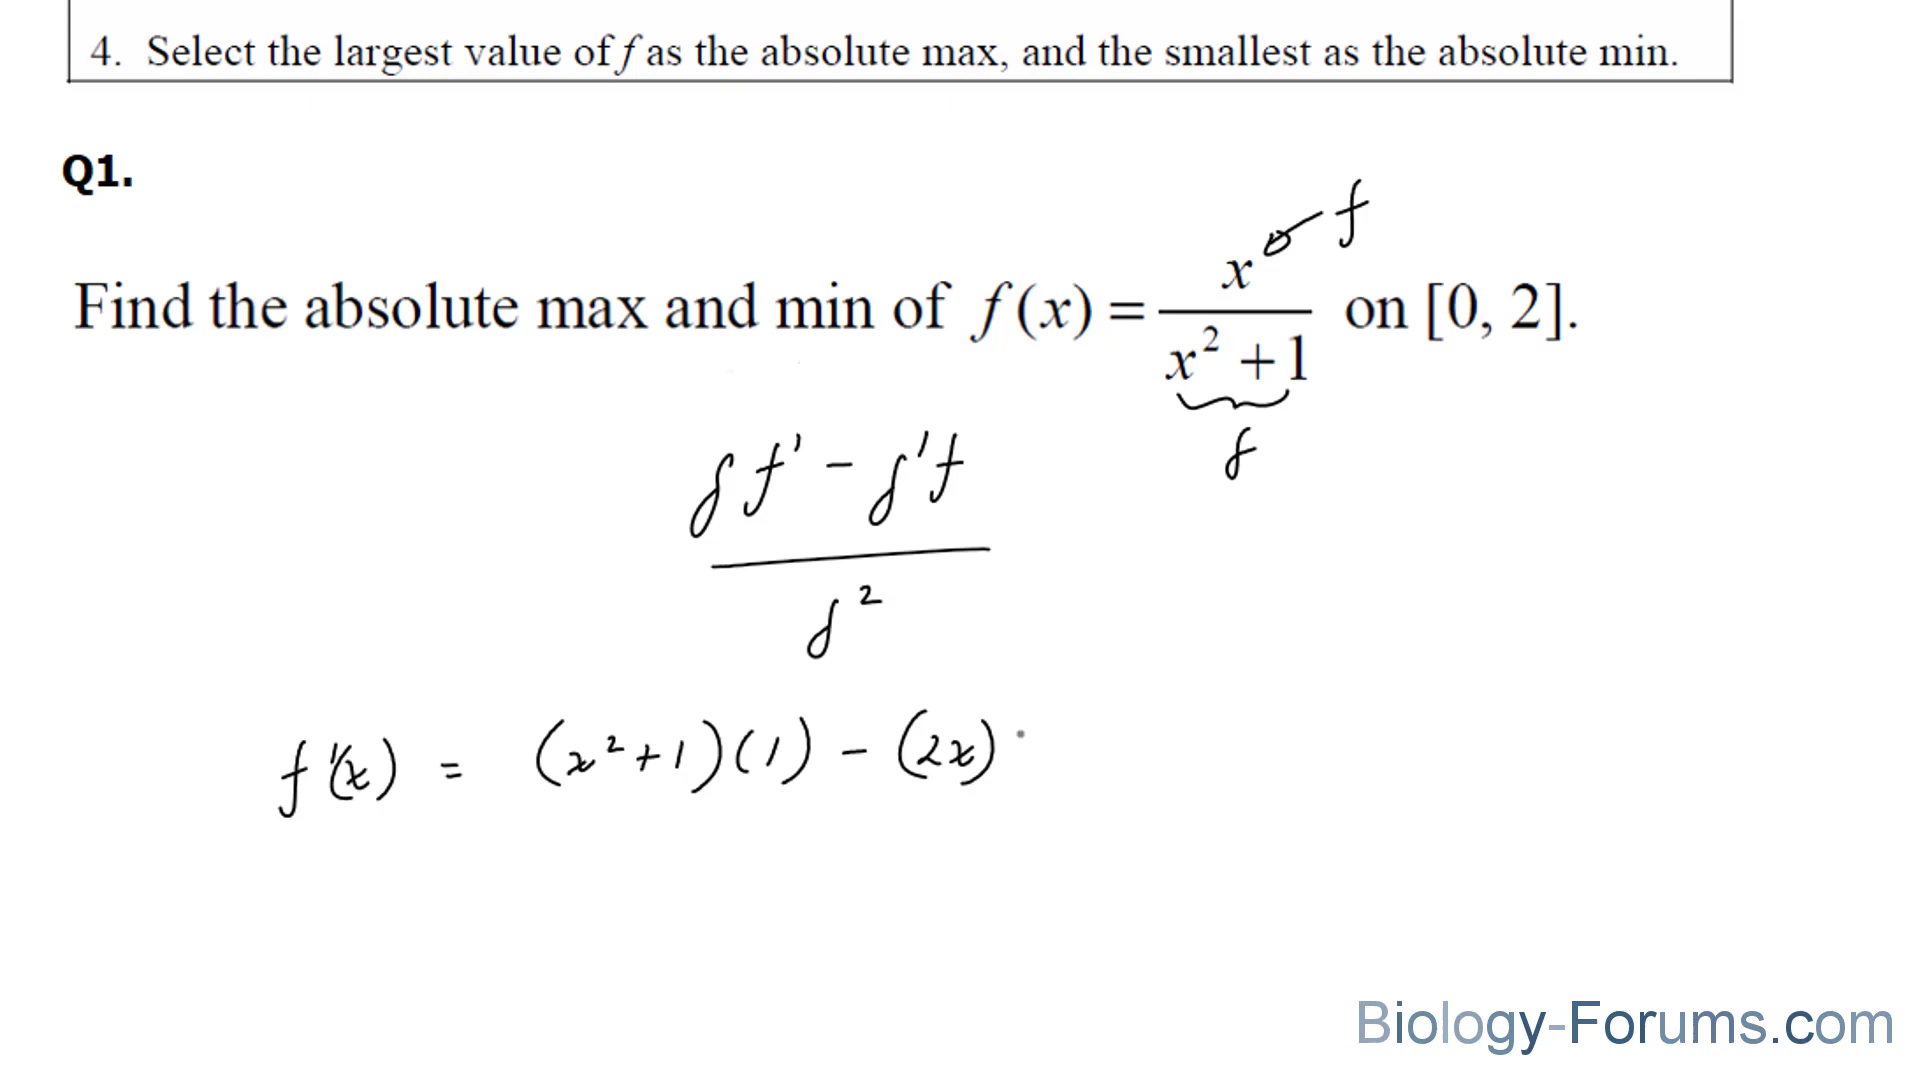 4. Select the largest value of f as the absolute max, and the smallest as the absolute min.
Q1.
f
Find the absolute max and min of f(x) = x / (x² + 1) on [0, 2].
g
g f' - g' f
g²
f'(x) = (x² + 1)(1) - (2x)
Biology-Forums.com